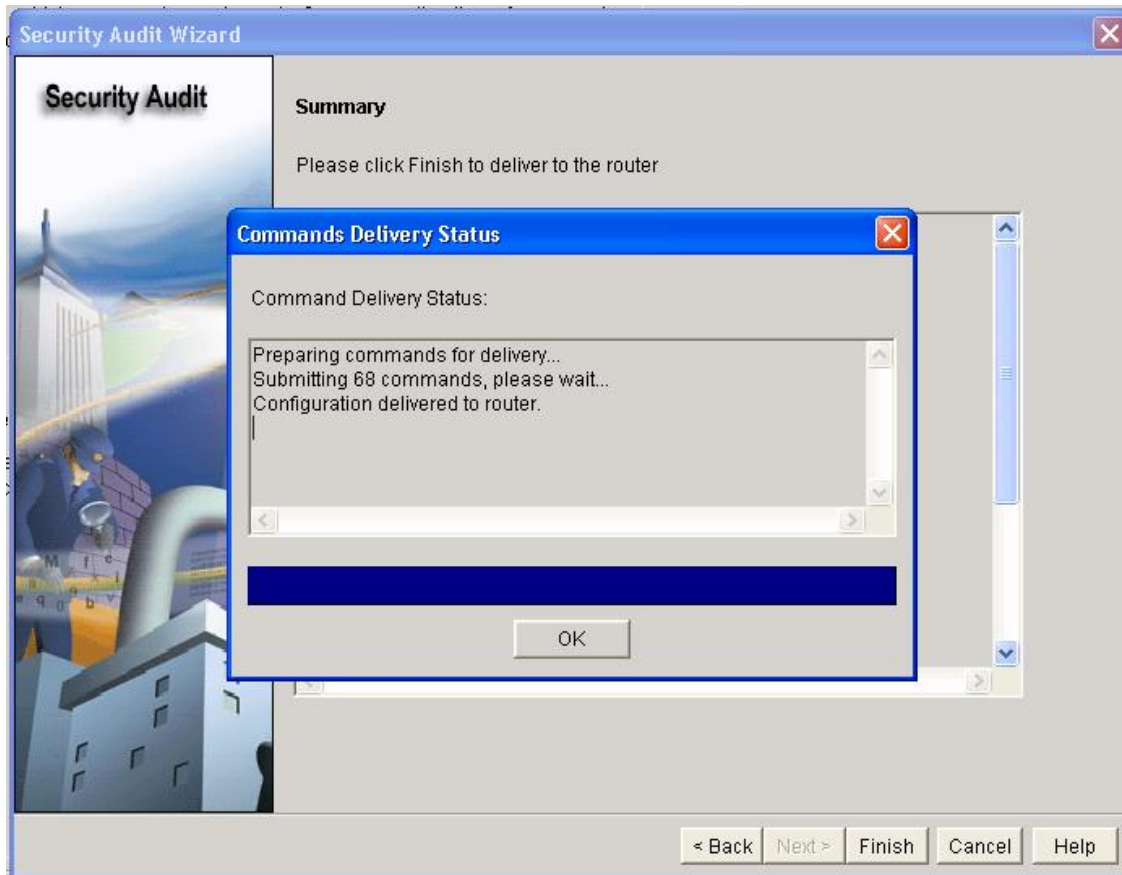 Security Audit Wizard
Security Audit
Summary
Please click Finish to deliver to the router
Commands Delivery Status
Command Delivery Status:
Preparing commands for delivery...
Submitting 68 commands, please wait...
Configuration delivered to router.
OK
< Back
Next >
Finish
Cancel
Help